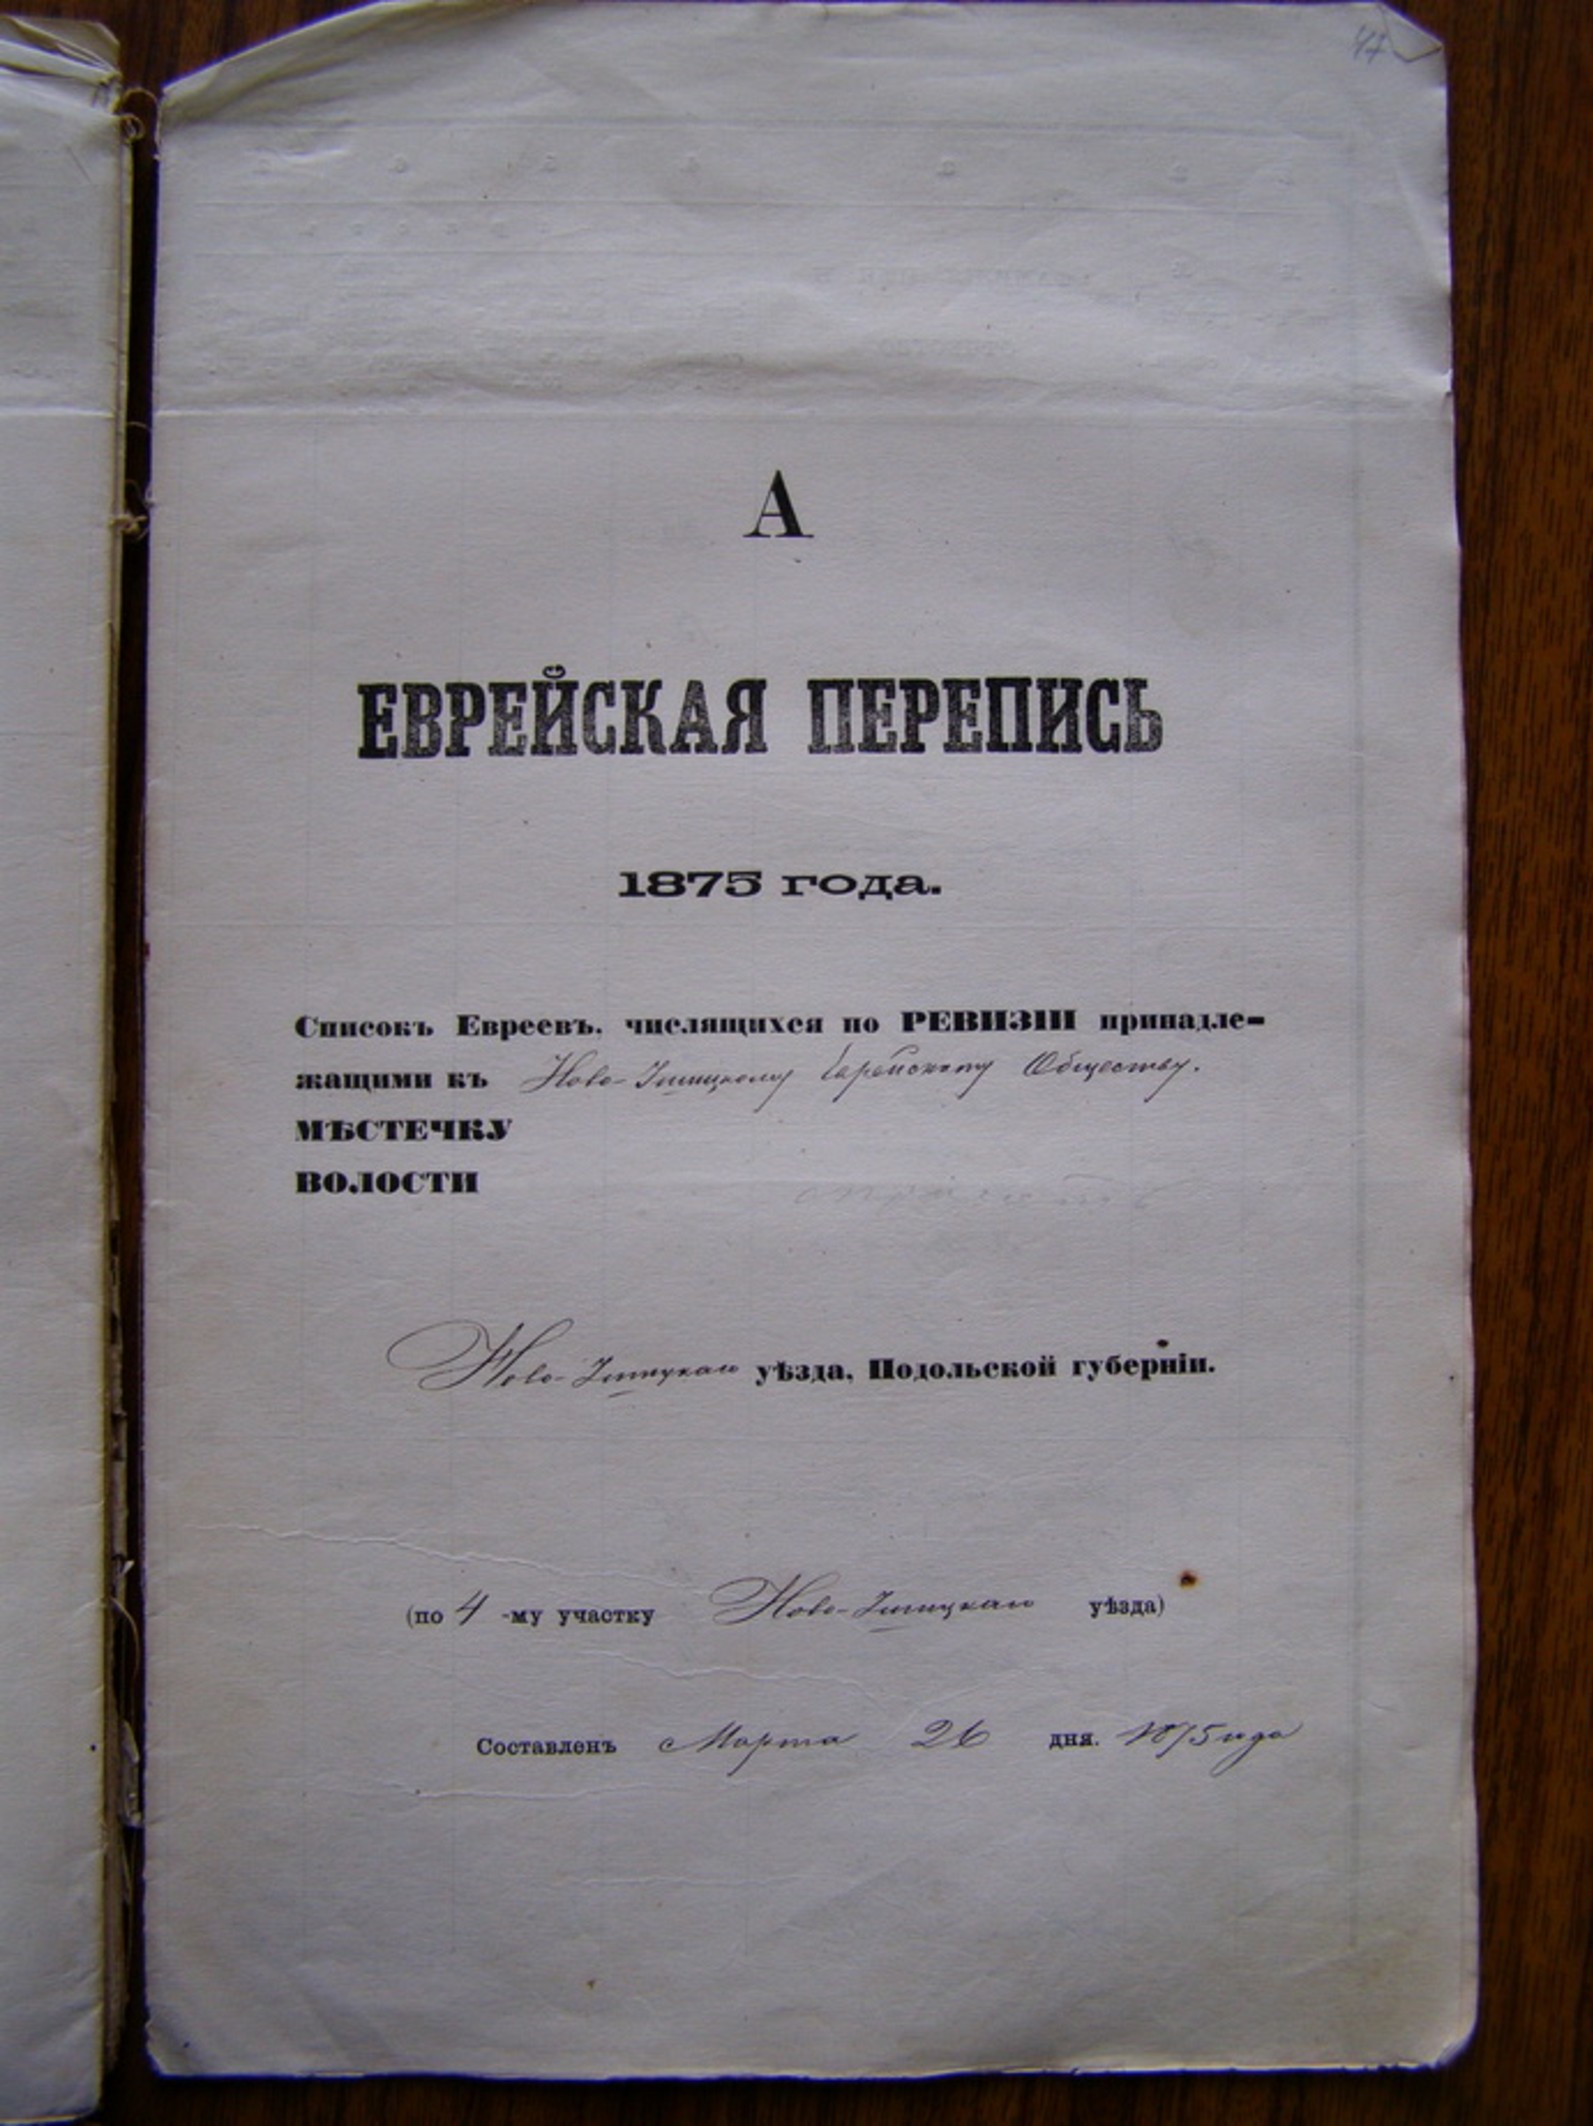 47
А
ЕВРЕЙСКАЯ ПЕРЕПИСЬ
1875 года.
Списокъ Евреевъ. числящихся по РЕВИЗІИ принадле-
жащими къ Ново-Ушицкому Еврейскому Обществу.
МѢСТЕЧКУ
ВОЛОСТИ
Ново-Ушицкаго уѣзда, Подольской губерніи.
(по 4 -му участку Ново-Ушицкаго уѣзда)
Составленъ Марта 26 дня. 1875 года